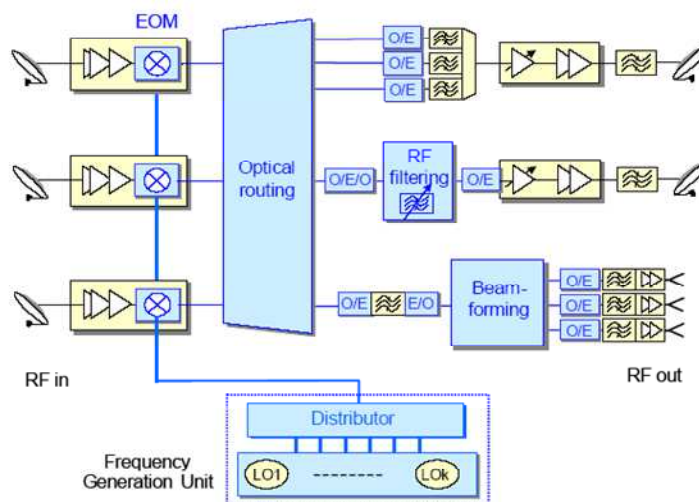 EOM
O/E
O/E
O/E
Optical
routing
O/E/O
RF
filtering
O/E
O/E
E/O
Beam-
forming
O/E
O/E
O/E
RF in
RF out
Distributor
Frequency
Generation Unit
LO1
--------
LOk